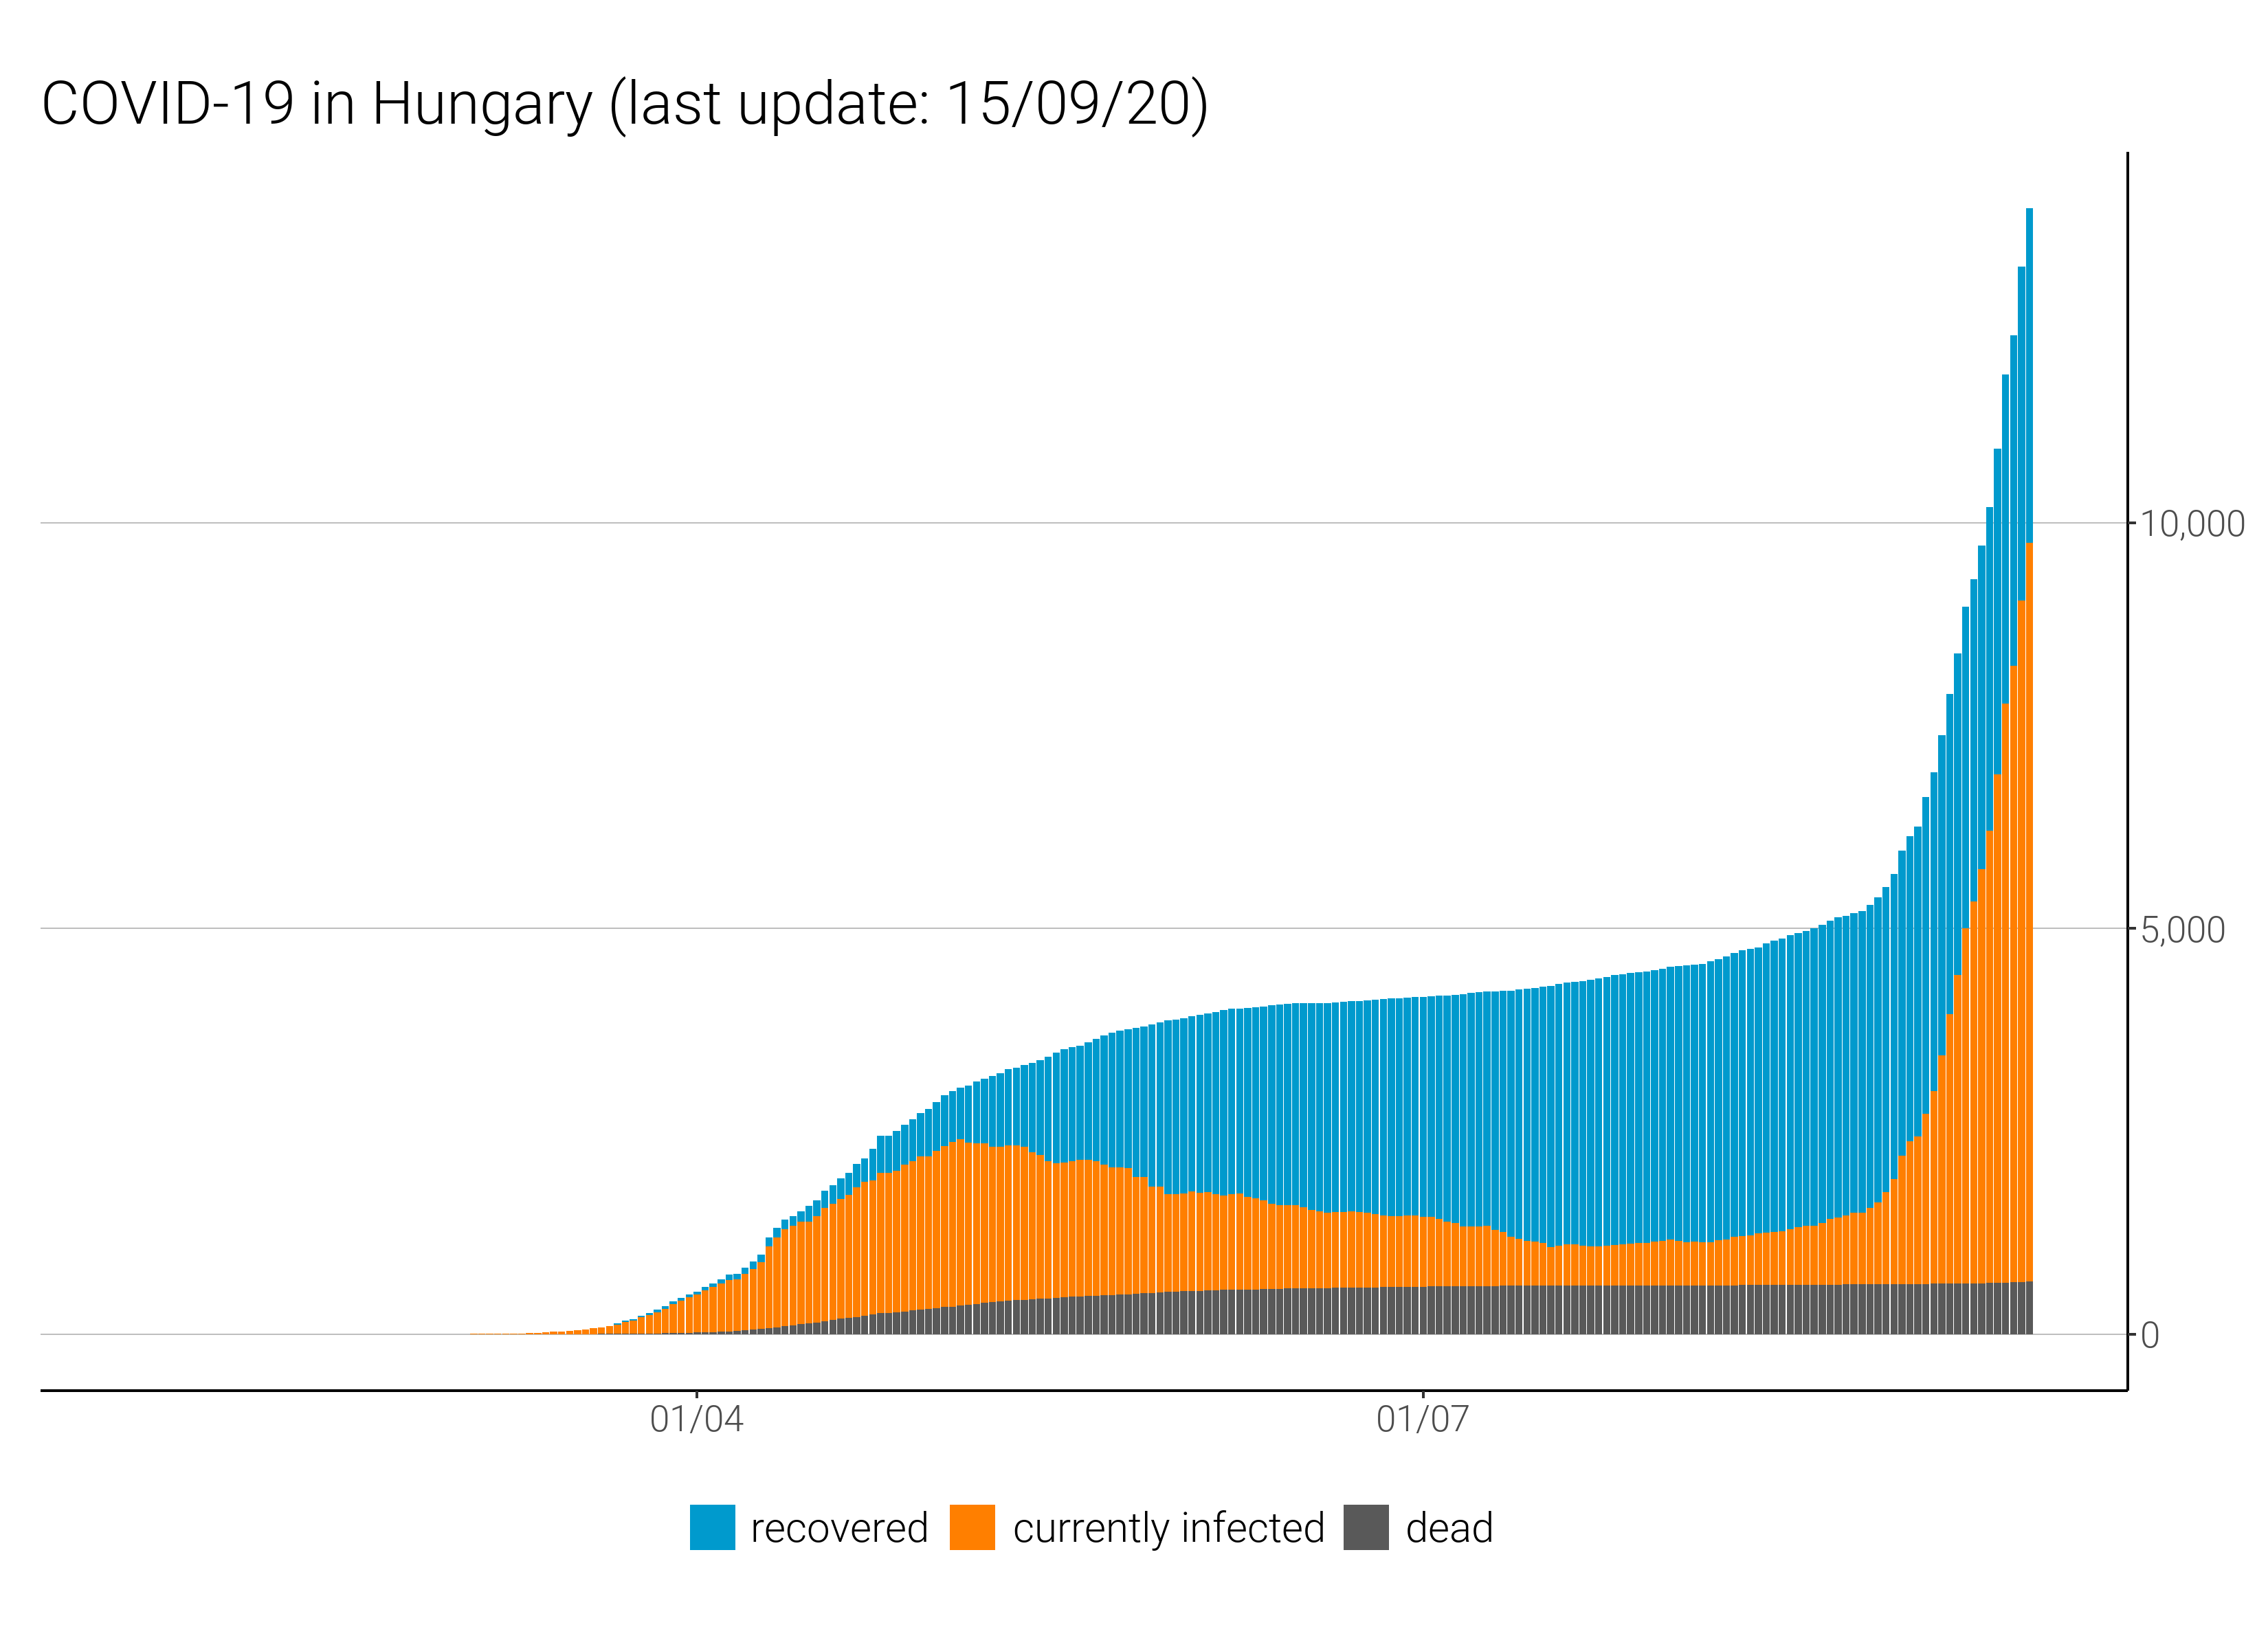 COVID-19 in Hungary (last update: 15/09/20)
10,000
5,000
0
01/04 01/07
recovered currently infected dead